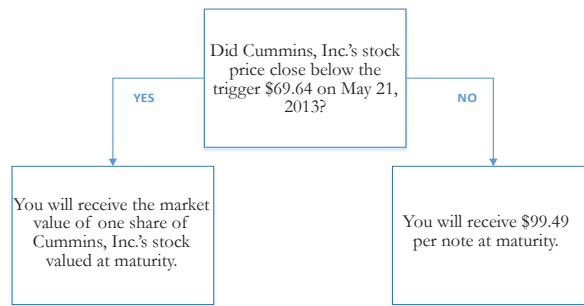 Did Cummins, Inc.'s stock
price close below the
trigger $69.64 on May 21,
2013?
YES
NO
You will receive the market
value of one share of
Cummins, Inc.'s stock
valued at maturity.
You will receive $99.49
per note at maturity.